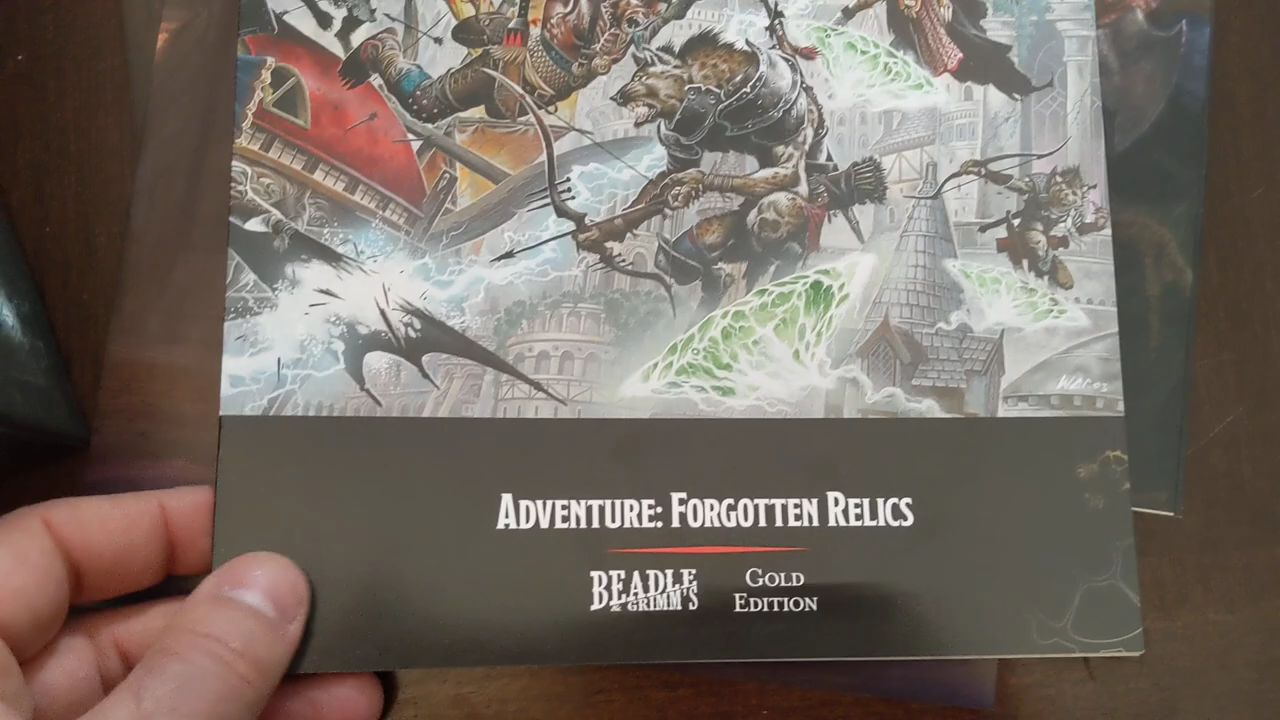 ADVENTURE: FORGOTTEN RELICS
BEADLE
& GRIMM'S
GOLD
EDITION